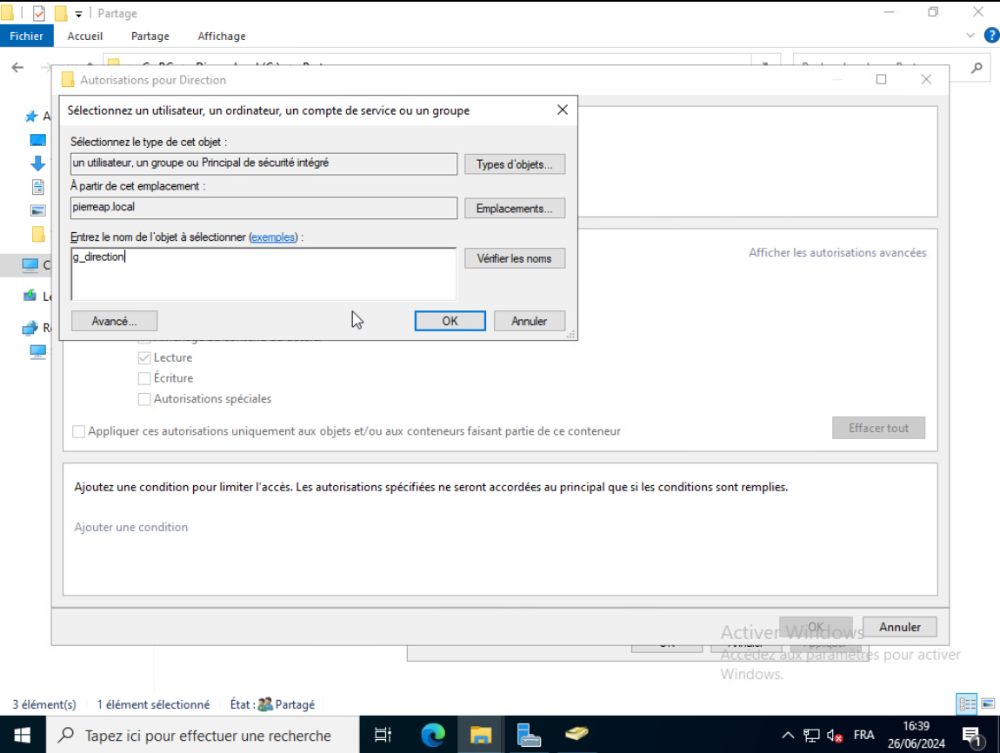 Partage
Fichier
Accueil
Partage
Affichage
Autorisations pour Direction
Sélectionnez un utilisateur, un ordinateur, un compte de service ou un groupe
Sélectionnez le type de cet objet :
un utilisateur, un groupe ou Principal de sécurité intégré
Types d'objets...
À partir de cet emplacement :
pierreap.local
Emplacements...
Entrez le nom de l'objet à sélectionner (exemples) :
g_direction
Vérifier les noms
Afficher les autorisations avancées
Avancé...
OK
Annuler
Lecture
Écriture
Autorisations spéciales
Appliquer ces autorisations uniquement aux objets et/ou aux conteneurs faisant partie de ce conteneur
Effacer tout
Ajoutez une condition pour limiter l'accès. Les autorisations spécifiées ne seront accordées au principal que si les conditions sont remplies.
Ajouter une condition
OK
Annuler
Activer Windows
Accédez aux paramètres pour activer
Windows.
3 élément(s)
1 élément sélectionné
État :
Partagé
Tapez ici pour effectuer une recherche
FRA
16:39
26/06/2024
1